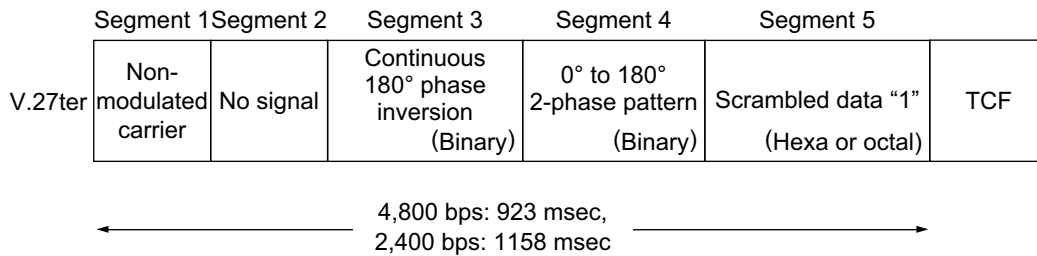 Segment 1 Segment 2 Segment 3 Segment 4 Segment 5
V.27ter
Non-
modulated
carrier
No signal
Continuous
180° phase
inversion
(Binary)
0° to 180°
2-phase pattern
(Binary)
Scrambled data “1”
(Hexa or octal)
TCF
4,800 bps: 923 msec,
2,400 bps: 1158 msec